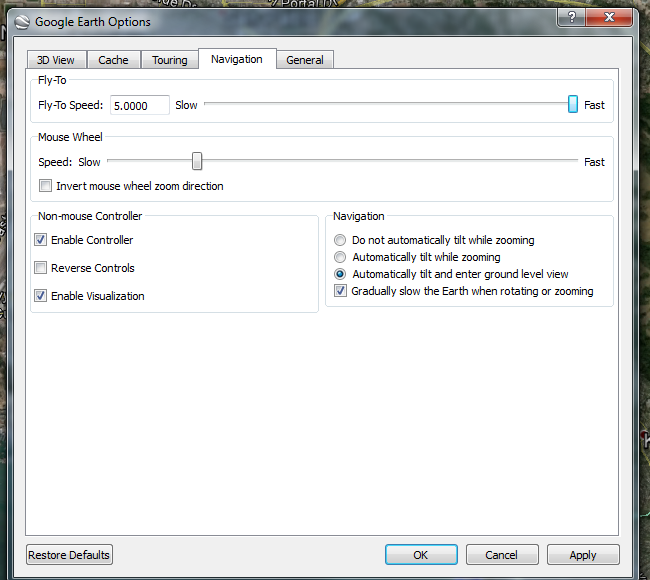 Portal Dr
Google Earth Options
?
3D View Cache Touring Navigation General
Fly-To
Fly-To Speed: 5.0000 Slow Fast
Mouse Wheel
Speed: Slow Fast
Invert mouse wheel zoom direction
Non-mouse Controller
Enable Controller
Reverse Controls
Enable Visualization
Navigation
Do not automatically tilt while zooming
Automatically tilt while zooming
Automatically tilt and enter ground level view
Gradually slow the Earth when rotating or zooming
Restore Defaults OK Cancel Apply